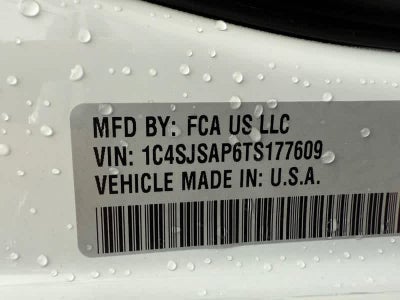 MFD BY: FCA US LLC
VIN: 1C4SJSAP6TS177609
VEHICLE MADE IN: U.S.A.